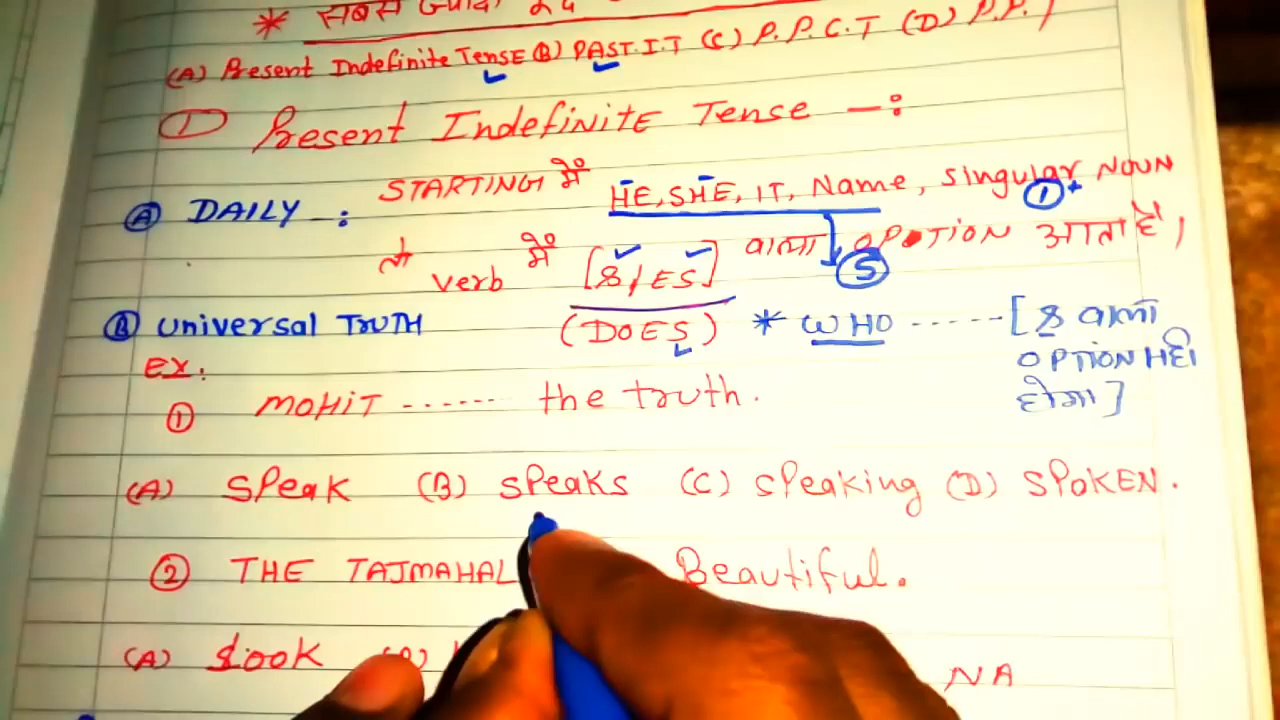 * सबसे ज्यादा
(A) Present Indefinite Tense (B) PAST.I.T (C) P.P.C.T (D) P.P.T
① Present Indefinite Tense —:
STARTING में HE, SHE, IT, Name, Singular NOUN ①
Ⓐ DAILY :
तो verb में [S/ES] वाला OPTION आता है। Ⓢ
Ⓑ Universal TRUTH (DOES) * WHO ------ [S वाला
OPTION ही
होगा]
EX:
① MOHIT ------ the truth.
(A) Speak (B) speaks (C) speaking (D) SPOKEN.
② THE TAJMAHAL Beautiful.
(A) Look NA